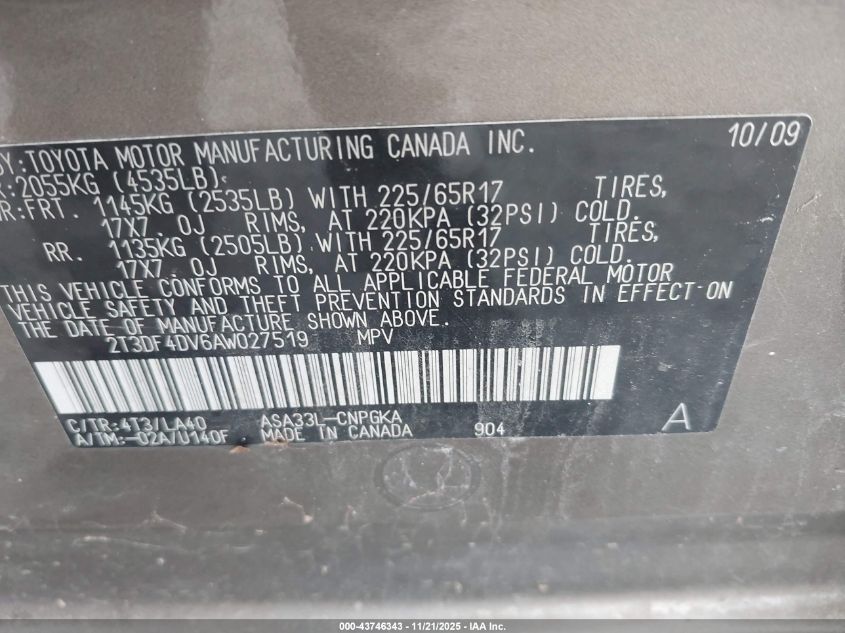 BY:TOYOTA MOTOR MANUFACTURING CANADA INC. 10/09
R:2055KG (4535LB)
R:FRT. 1145KG (2535LB) WITH 225/65R17 TIRES,
17X7.0J RIMS, AT 220KPA (32PSI) COLD.
RR. 1135KG (2505LB) WITH 225/65R17 TIRES,
17X7.0J RIMS, AT 220KPA (32PSI) COLD.
THIS VEHICLE CONFORMS TO ALL APPLICABLE FEDERAL MOTOR
VEHICLE SAFETY AND THEFT PREVENTION STANDARDS IN EFFECT ON
THE DATE OF MANUFACTURE SHOWN ABOVE.
2T3DF4DV6AW027519 MPV
C/TR:4T3/LA40 ASA33L-CNPGKA
A/TM:-02A/U140F MADE IN CANADA 904 A
000-43746343 - 11/21/2025 - IAA Inc.